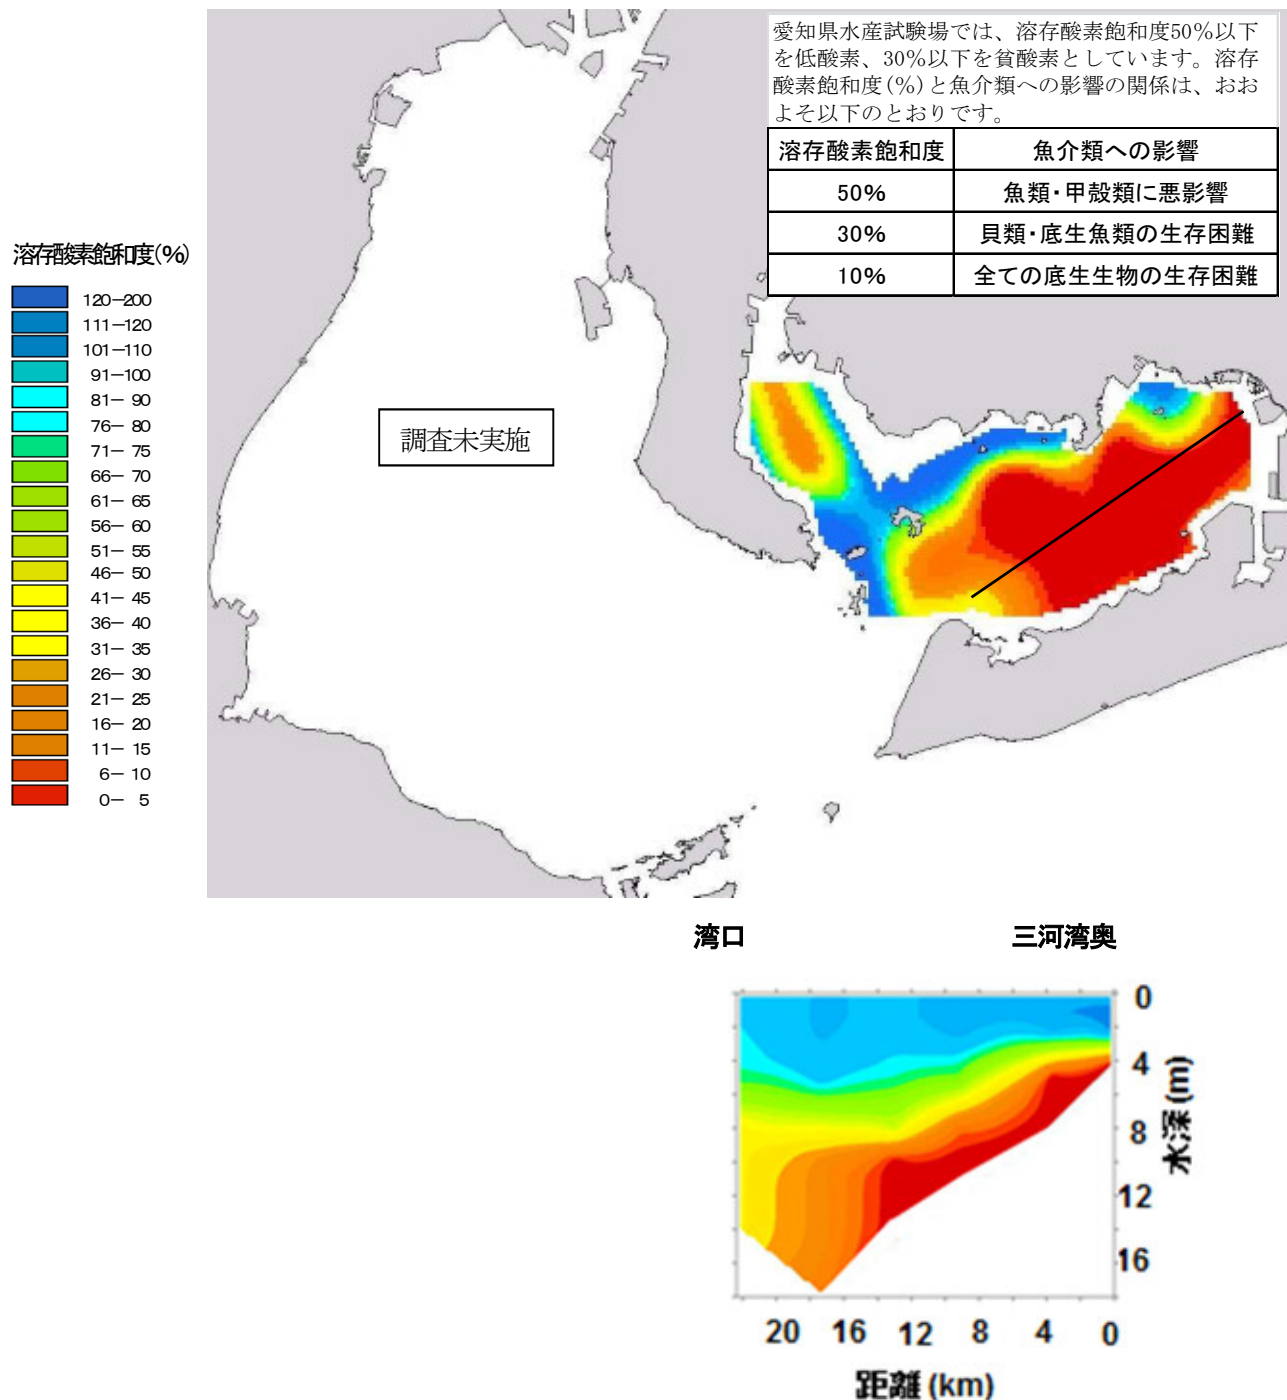 愛知県水産試験場では、溶存酸素飽和度50%以下
を低酸素、30%以下を貧酸素としています。溶存
酸素飽和度(%)と魚介類への影響の関係は、おお
よそ以下のとおりです。
溶存酸素飽和度 魚介類への影響
50% 魚類・甲殻類に悪影響
30% 貝類・底生魚類の生存困難
10% 全ての底生生物の生存困難
溶存酸素飽和度(%)
120-200
111-120
101-110
91-100
81- 90
76- 80
71- 75
66- 70
61- 65
56- 60
51- 55
46- 50
41- 45
36- 40
31- 35
26- 30
21- 25
16- 20
11- 15
6- 10
0- 5
調査未実施
湾口 三河湾奥
0
4
8
12
16
水深(m)
20 16 12 8 4 0
距離(km)